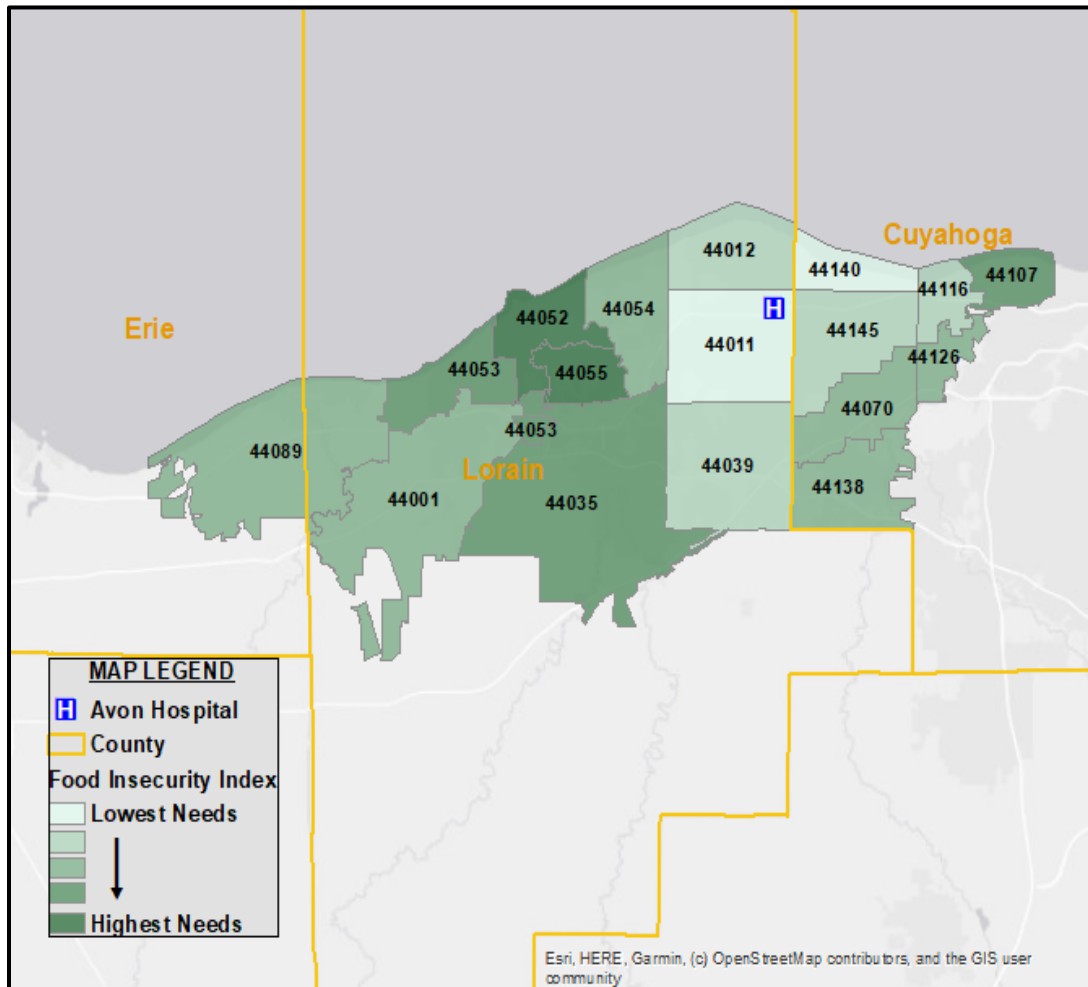 Cuyahoga
44012
44140
44107
44116
Erie
44052
44054
44011
H
44145
44126
44053
44055
44070
44053
44089
Lorain
44039
44001
44035
44138
MAP LEGEND
H Avon Hospital
County
Food Insecurity Index
Lowest Needs
Highest Needs
Esri, HERE, Garmin, (c) OpenStreetMap contributors, and the GIS user
community